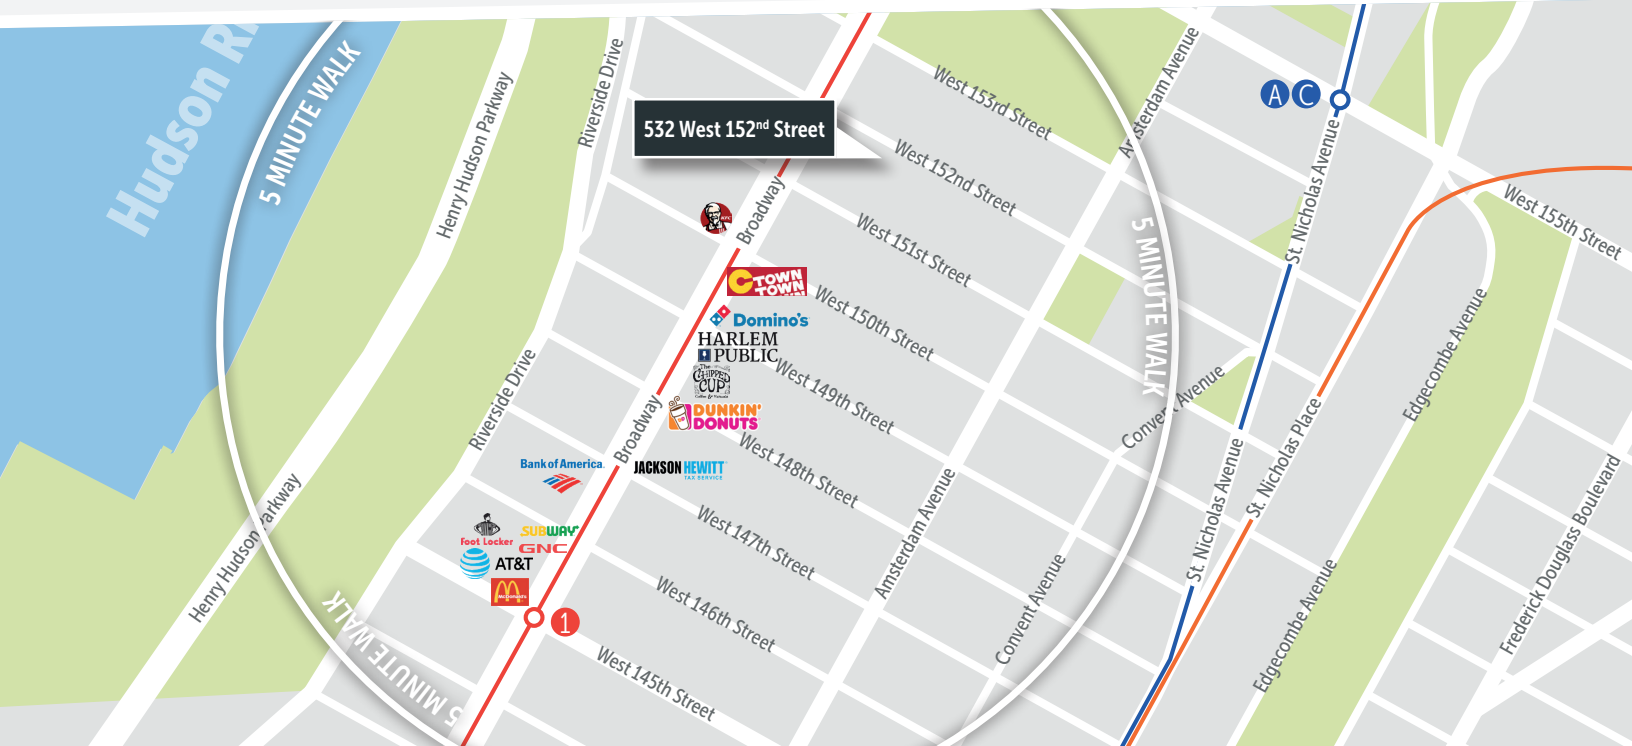 Hudson Ri
5 MINUTE WALK
Henry Hudson Parkway
Riverside Drive
532 West 152nd Street
West 153rd Street
Amsterdam Avenue
A C
St. Nicholas Avenue
West 152nd Street
Broadway
KFC
West 151st Street
West 155th Street
5 MINUTE WALK
C TOWN
TOWN
West 150th Street
Domino's
HARLEM
PUBLIC
The
CHIPPED
CUP
West 149th Street
Edgecombe Avenue
Convent Avenue
Riverside Drive
Broadway
DUNKIN'
DONUTS
West 148th Street
Bank of America
JACKSON HEWITT
TAX SERVICE
St. Nicholas Place
St. Nicholas Avenue
Henry Hudson Parkway
Foot Locker
SUBWAY
GNC
AT&T
McDonald's
1
West 147th Street
Amsterdam Avenue
West 146th Street
Convent Avenue
Edgecombe Avenue
Frederick Douglass Boulevard
West 145th Street
5 MINUTE WALK